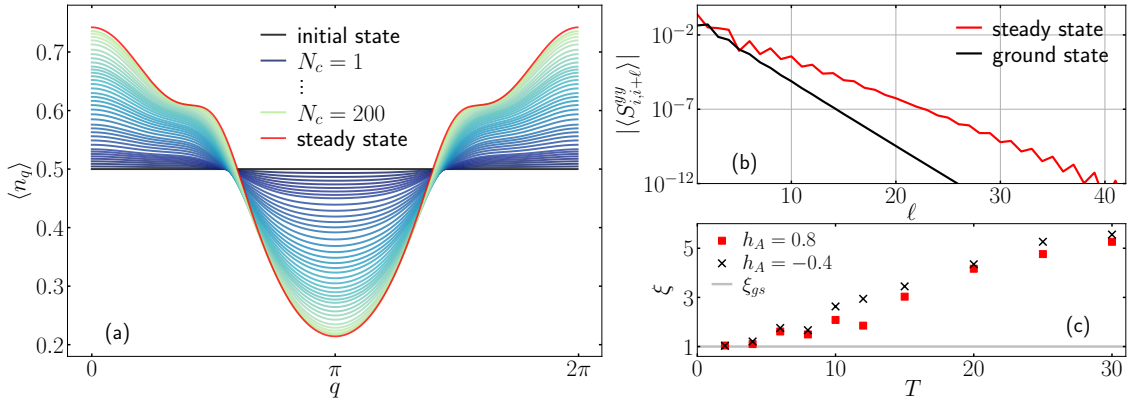 0.7
0.6
0.5
0.4
0.3
0.2
⟨n_q⟩
initial state
N_c = 1
⋮
N_c = 200
steady state
(a)
0
π
2π
q
10^{-2}
10^{-7}
10^{-12}
|⟨S^{yy}_{i,i+ℓ}⟩|
steady state
ground state
(b)
10
20
30
40
ℓ
5
3
1
ξ
h_A = 0.8
h_A = −0.4
ξ_{gs}
(c)
0
10
20
30
T